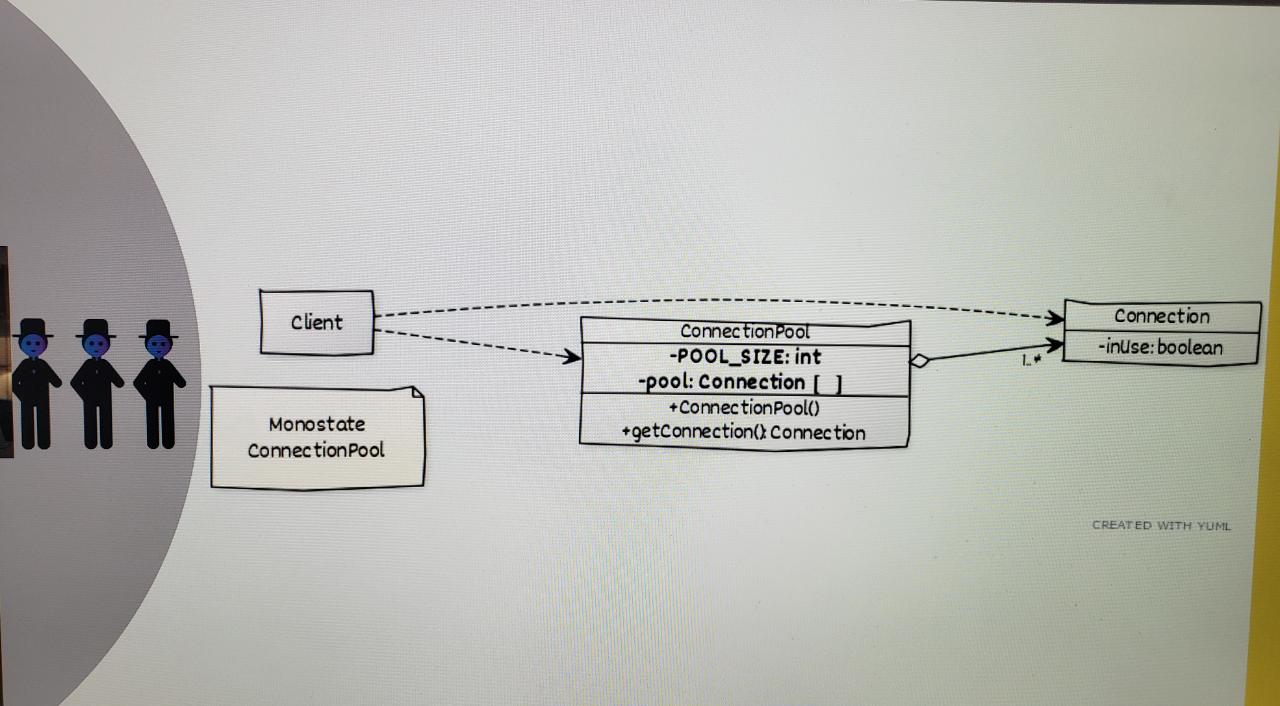 Client
Monostate
ConnectionPool
ConnectionPool
-POOL_SIZE: int
-pool: Connection [ ]
+ConnectionPool()
+getConnection(): Connection
1..*
Connection
-inUse: boolean
CREATED WITH YUML